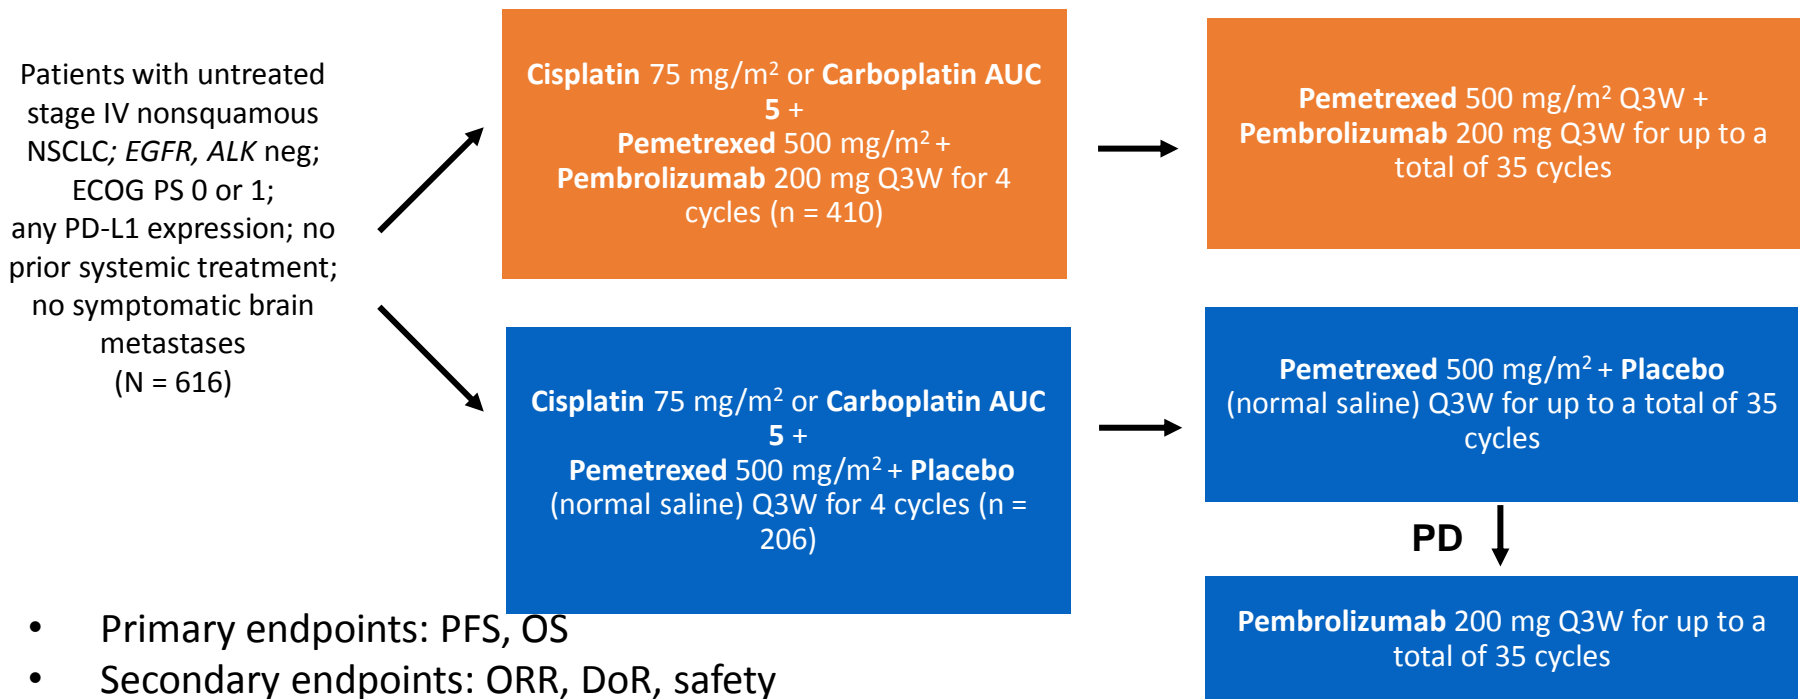 Patients with untreated
stage IV nonsquamous
NSCLC; EGFR, ALK neg;
ECOG PS 0 or 1;
any PD-L1 expression; no
prior systemic treatment;
no symptomatic brain
metastases
(N = 616)
Cisplatin 75 mg/m² or Carboplatin AUC
5 +
Pemetrexed 500 mg/m² +
Pembrolizumab 200 mg Q3W for 4
cycles (n = 410)
Pemetrexed 500 mg/m² Q3W +
Pembrolizumab 200 mg Q3W for up to a
total of 35 cycles
Cisplatin 75 mg/m² or Carboplatin AUC
5 +
Pemetrexed 500 mg/m² + Placebo
(normal saline) Q3W for 4 cycles (n =
206)
Pemetrexed 500 mg/m² + Placebo
(normal saline) Q3W for up to a total of 35
cycles
PD
Pembrolizumab 200 mg Q3W for up to a
total of 35 cycles
• Primary endpoints: PFS, OS
• Secondary endpoints: ORR, DoR, safety